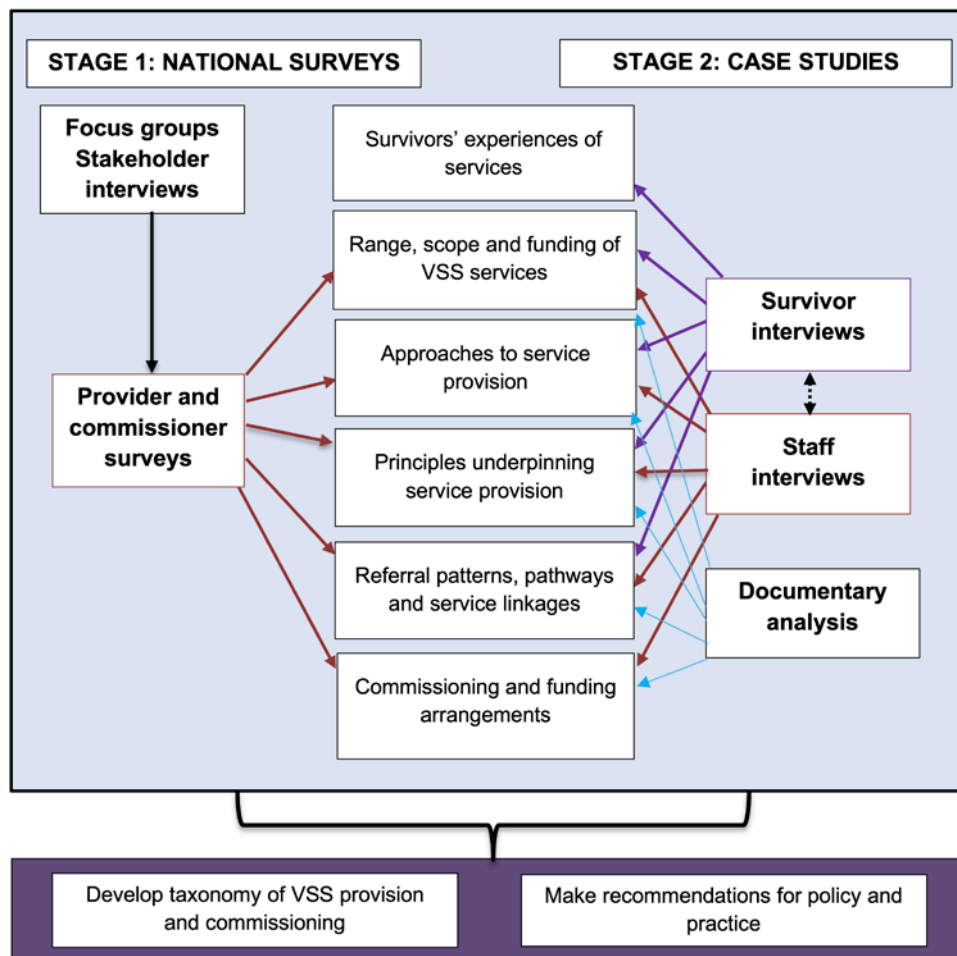 STAGE 1: NATIONAL SURVEYS
STAGE 2: CASE STUDIES
Focus groups
Stakeholder
interviews
Survivors’ experiences of
services
Range, scope and funding of
VSS services
Survivor
interviews
Approaches to service
provision
Provider and
commissioner
surveys
Staff
interviews
Principles underpinning
service provision
Referral patterns, pathways
and service linkages
Documentary
analysis
Commissioning and funding
arrangements
Develop taxonomy of VSS provision
and commissioning
Make recommendations for policy and
practice